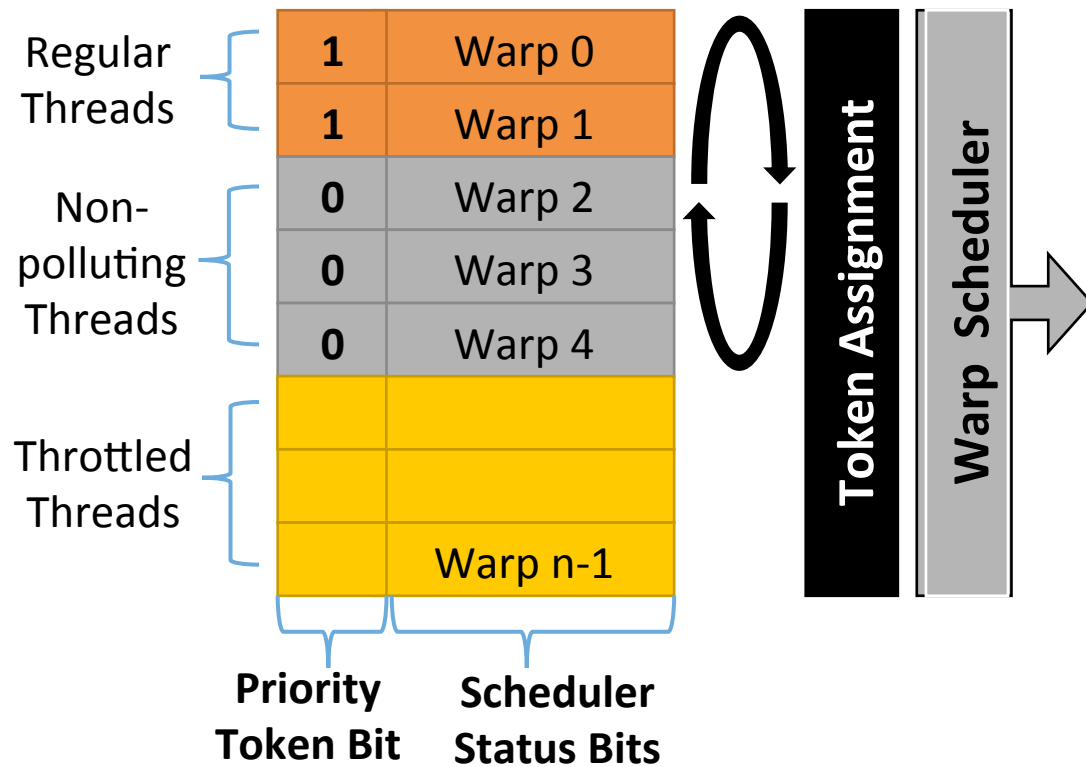 Regular
Threads
1 Warp 0
1 Warp 1
Non-
polluting
Threads
0 Warp 2
0 Warp 3
0 Warp 4
Throttled
Threads
Warp n-1
Priority
Token Bit
Scheduler
Status Bits
Token Assignment
Warp Scheduler